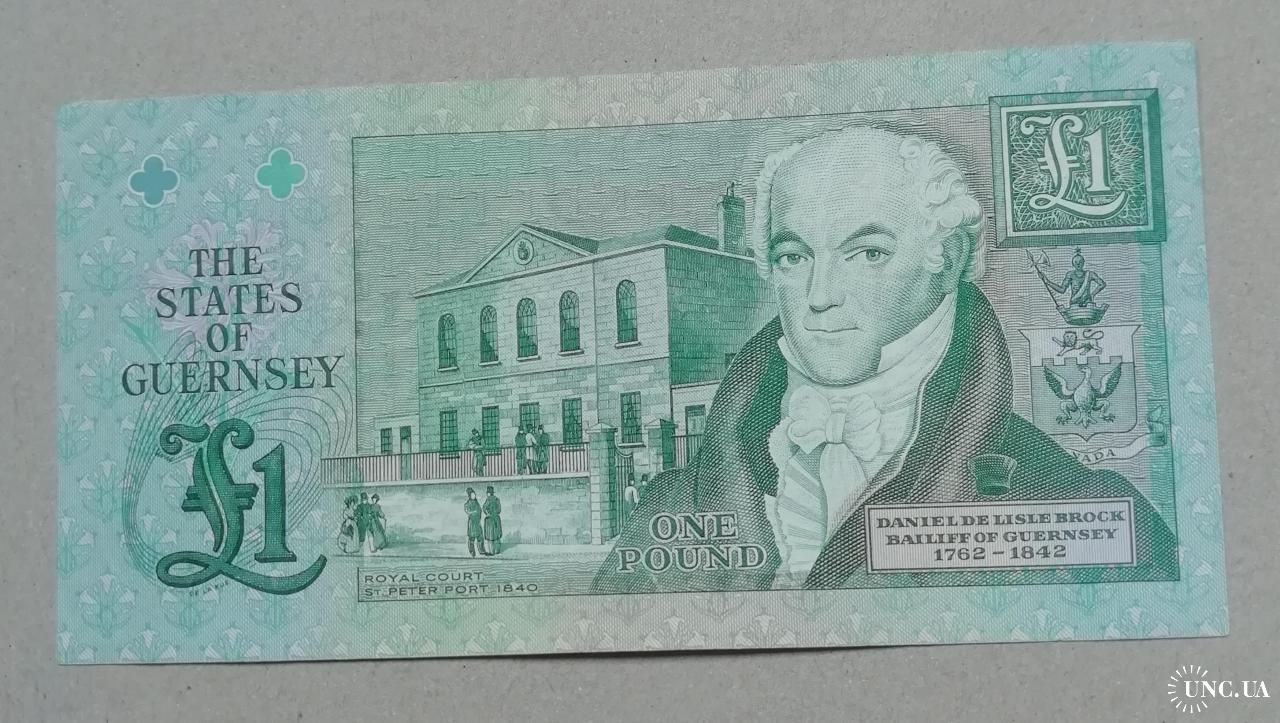 £1
THE
STATES
OF
GUERNSEY
£1
ROYAL COURT
ST. PETER PORT 1840
ONE
POUND
DANIEL DE LISLE BROCK
BAILIFF OF GUERNSEY
1762 – 1842
UNC.UA